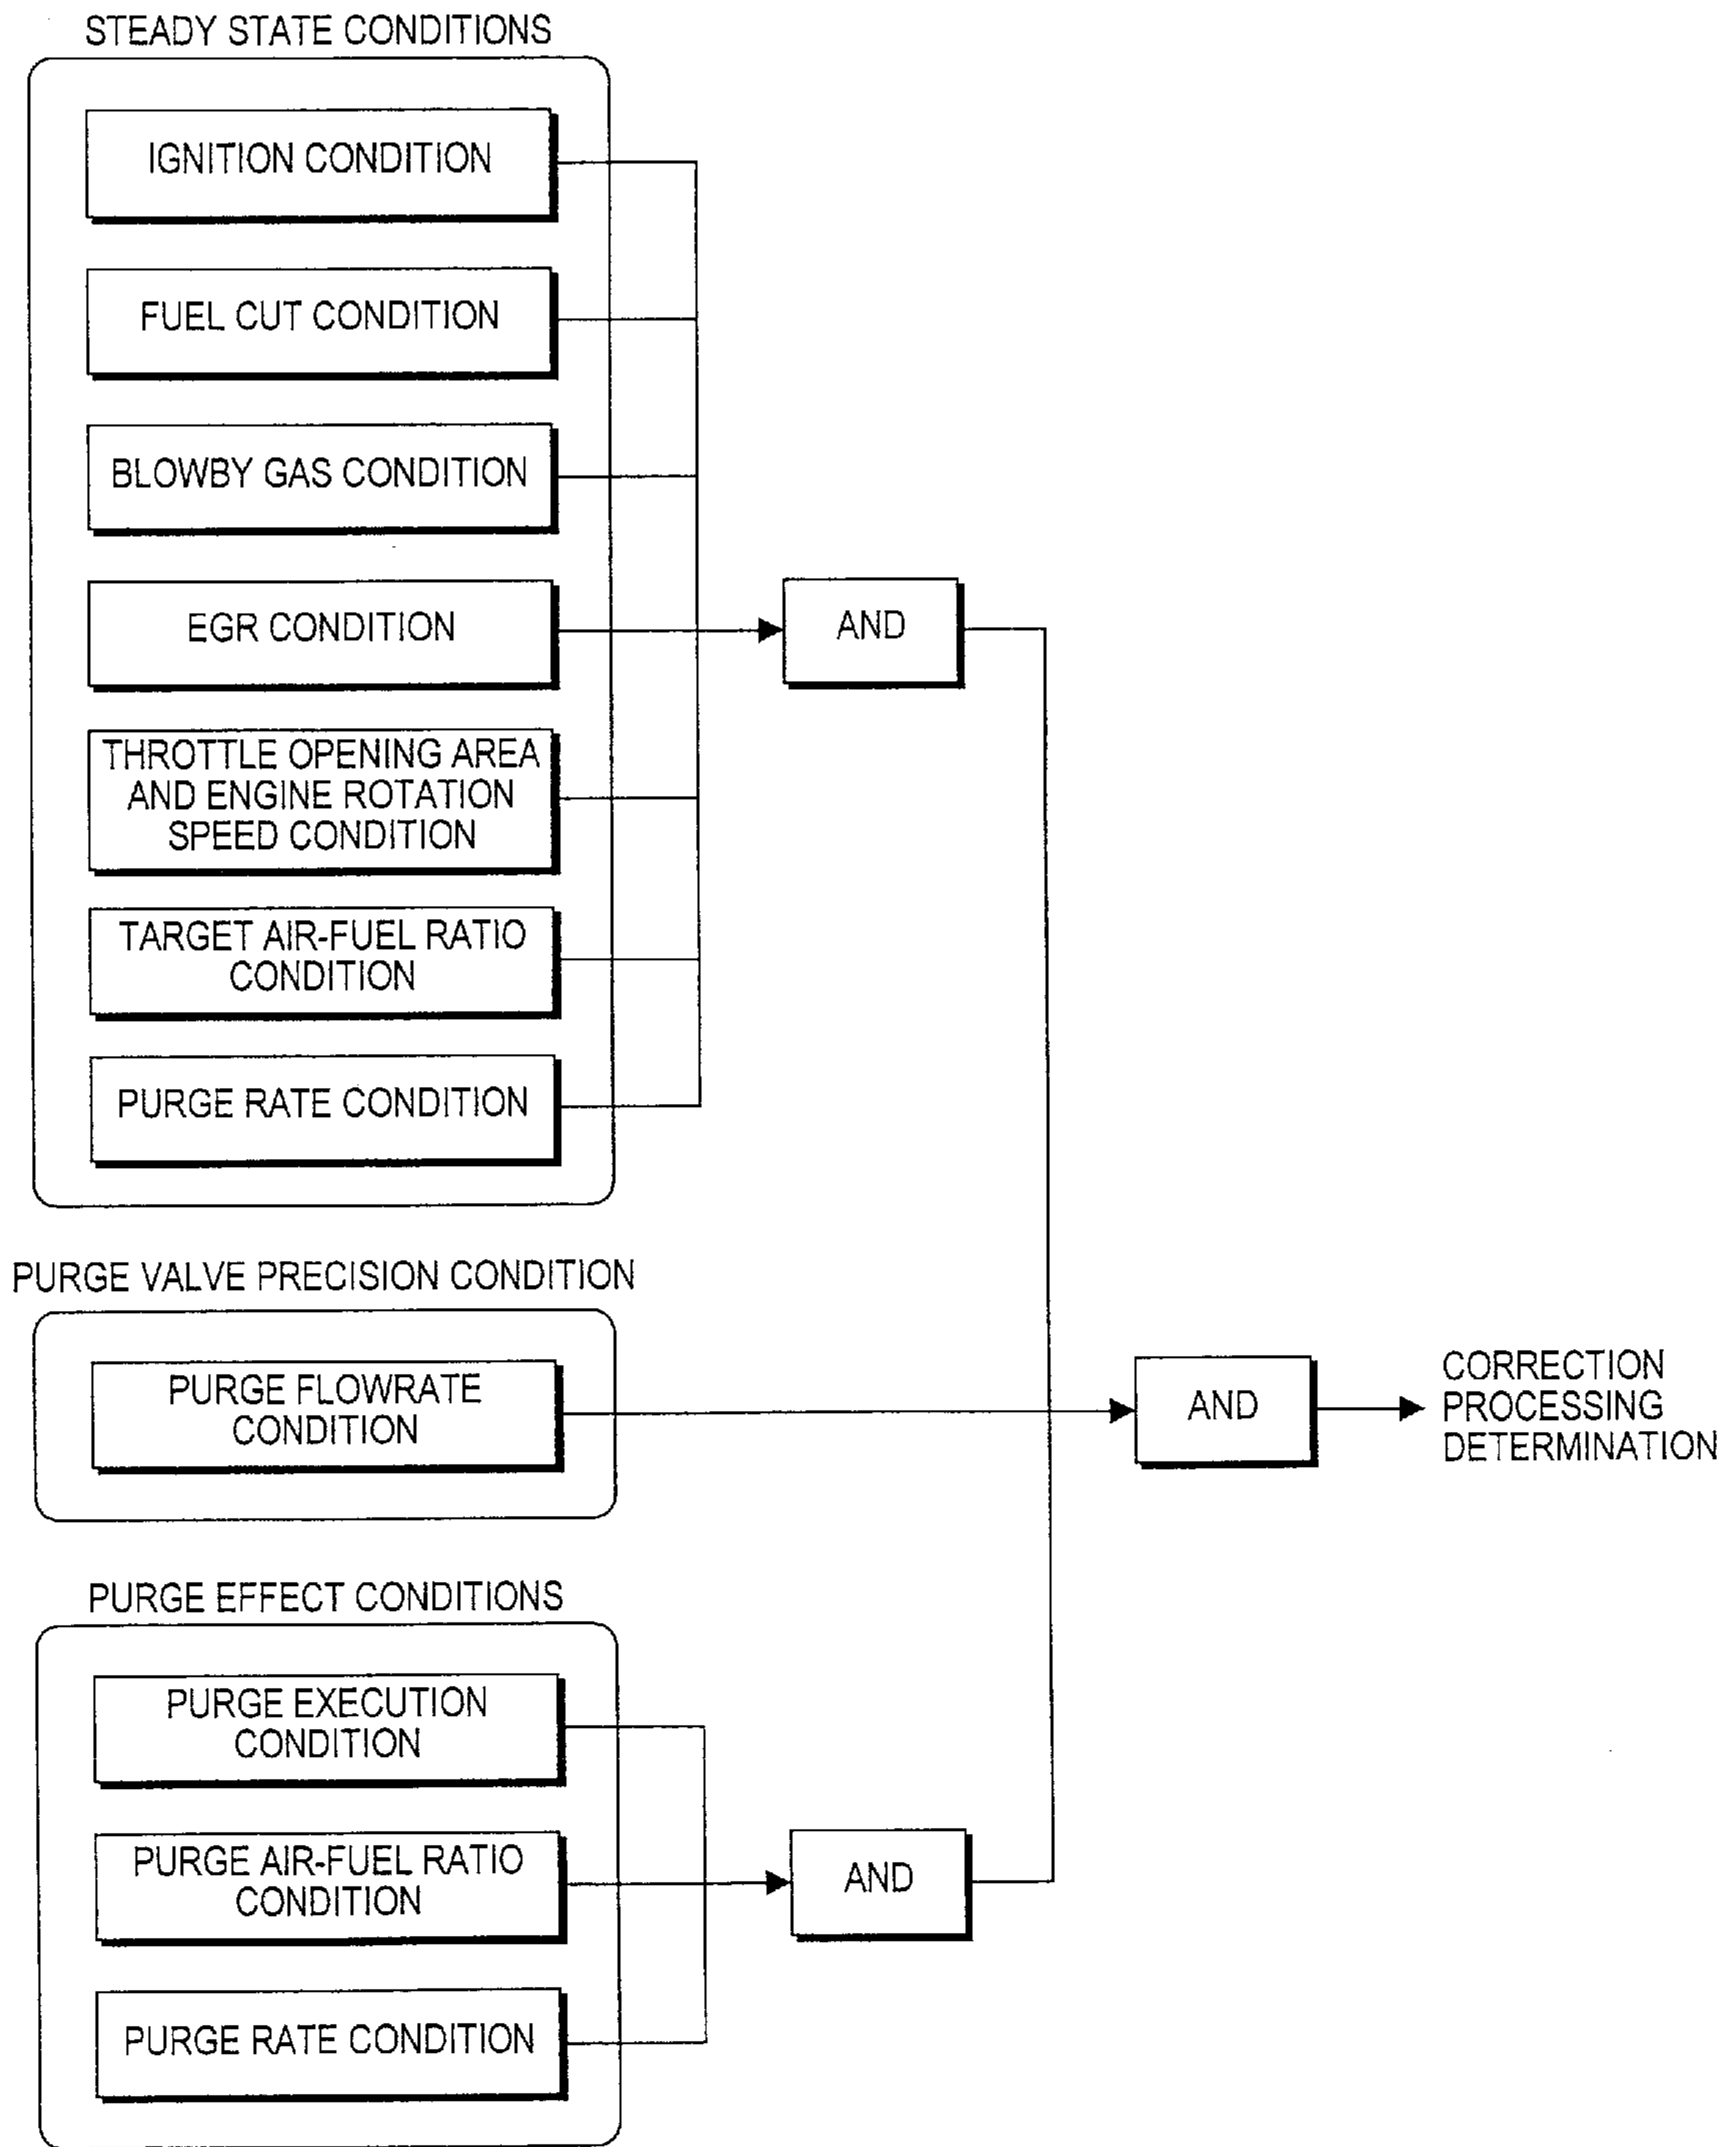 STEADY STATE CONDITIONS
IGNITION CONDITION
FUEL CUT CONDITION
BLOWBY GAS CONDITION
EGR CONDITION
AND
THROTTLE OPENING AREA
AND ENGINE ROTATION
SPEED CONDITION
TARGET AIR-FUEL RATIO
CONDITION
PURGE RATE CONDITION
PURGE VALVE PRECISION CONDITION
PURGE FLOWRATE
CONDITION
AND
CORRECTION
PROCESSING
DETERMINATION
PURGE EFFECT CONDITIONS
PURGE EXECUTION
CONDITION
PURGE AIR-FUEL RATIO
CONDITION
AND
PURGE RATE CONDITION